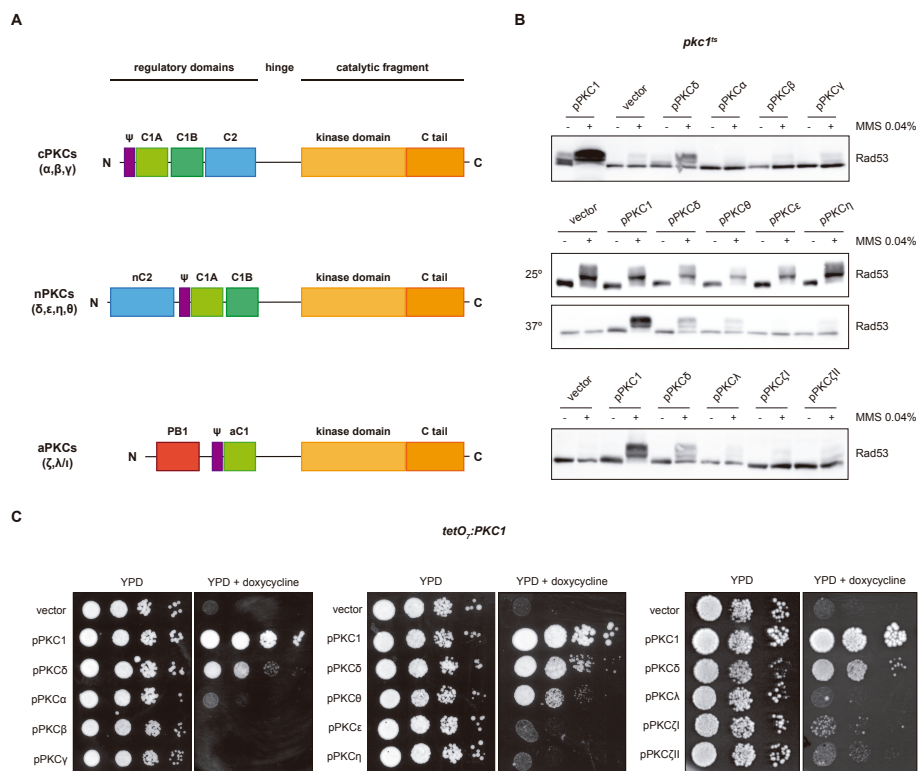 A
regulatory domains hinge catalytic fragment
cPKCs
(α,β,γ)
N Ψ C1A C1B C2 kinase domain C tail C
nPKCs
(δ,ε,η,θ)
N nC2 Ψ C1A C1B kinase domain C tail C
aPKCs
(ζ,λ/ι)
N PB1 Ψ aC1 kinase domain C tail C
B
pkc1ts
pPKC1 vector pPKCδ pPKCα pPKCβ pPKCγ
- + - + - + - + - + - + MMS 0.04%
Rad53
vector pPKC1 pPKCδ pPKCθ pPKCε pPKCη
- + - + - + - + - + - + MMS 0.04%
25º Rad53
37º Rad53
vector pPKC1 pPKCδ pPKCλ pPKCζI pPKCζII
- + - + - + - + - + - + MMS 0.04%
Rad53
C
tetO7:PKC1
YPD YPD + doxycycline
vector
pPKC1
pPKCδ
pPKCα
pPKCβ
pPKCγ
YPD YPD + doxycycline
vector
pPKC1
pPKCδ
pPKCθ
pPKCε
pPKCη
YPD YPD + doxycycline
vector
pPKC1
pPKCδ
pPKCλ
pPKCζI
pPKCζII